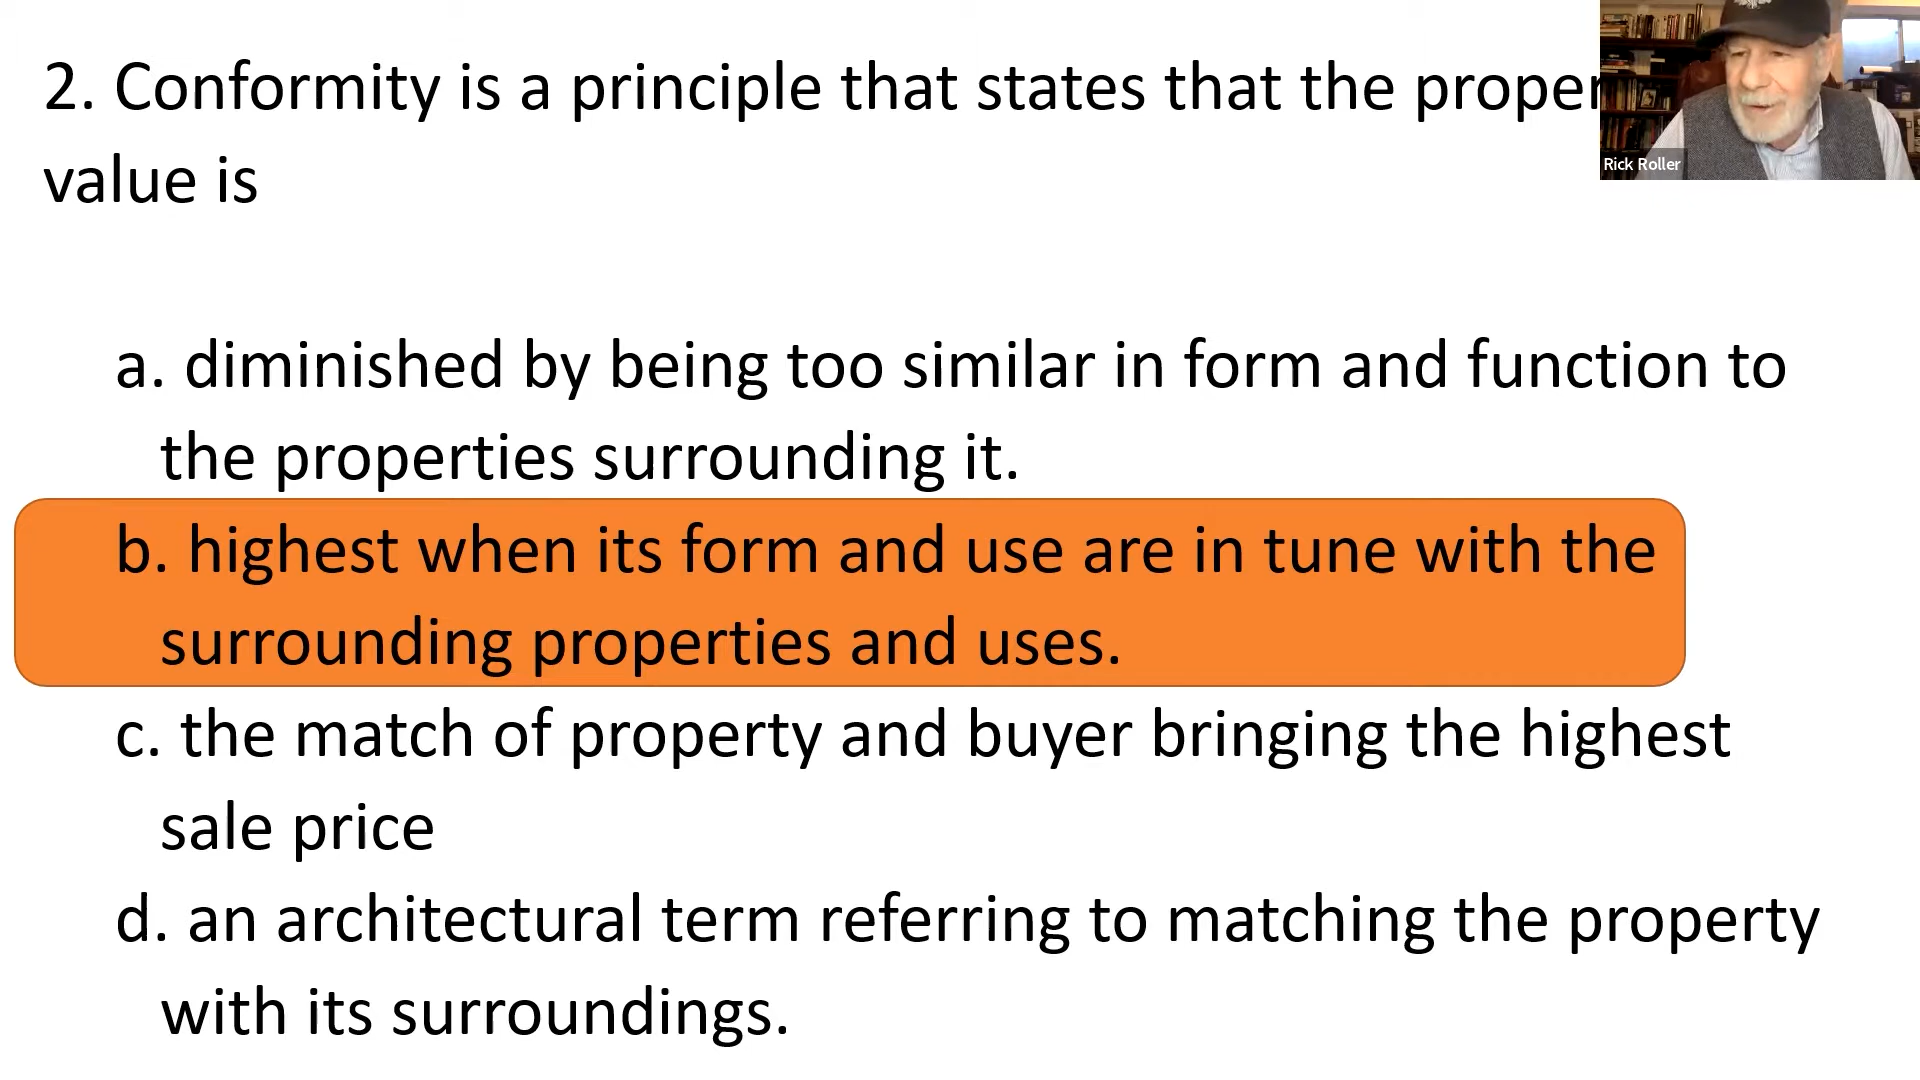 2. Conformity is a principle that states that the proper
value is
a. diminished by being too similar in form and function to
the properties surrounding it.
b. highest when its form and use are in tune with the
surrounding properties and uses.
c. the match of property and buyer bringing the highest
sale price
d. an architectural term referring to matching the property
with its surroundings.
Rick Roller